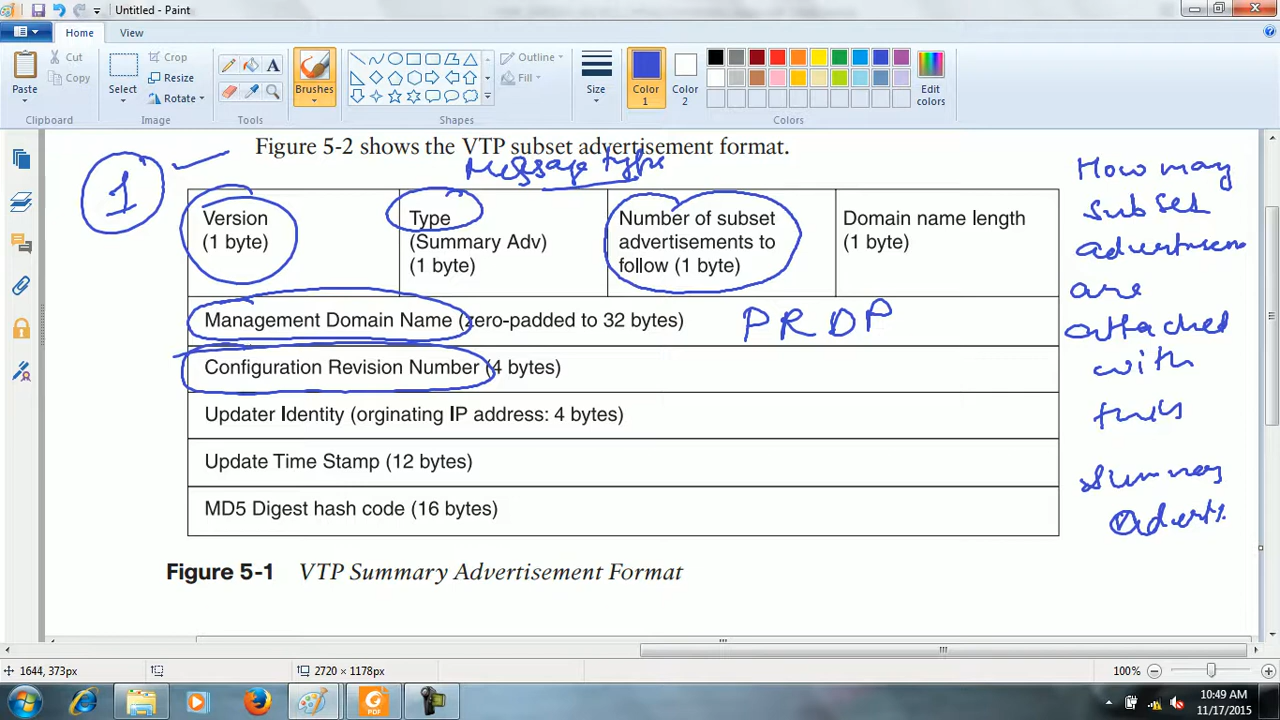 Untitled - Paint
Home
View
Paste
Cut
Copy
Clipboard
Select
Crop
Resize
Rotate
Image
Tools
Brushes
Shapes
Outline
Fill
Size
Color 1
Color 2
Colors
Edit colors
Figure 5-2 shows the VTP subset advertisement format.
1
Message type
Version
(1 byte)
Type
(Summary Adv)
(1 byte)
Number of subset
advertisements to
follow (1 byte)
Domain name length
(1 byte)
Management Domain Name (zero-padded to 32 bytes)
PRDP
Configuration Revision Number (4 bytes)
Updater Identity (orginating IP address: 4 bytes)
Update Time Stamp (12 bytes)
MD5 Digest hash code (16 bytes)
Figure 5-1 VTP Summary Advertisement Format
How may
subset
are
attached
with
1644, 373px
2720 × 1178px
100%
PDF
10:49 AM
11/17/2015